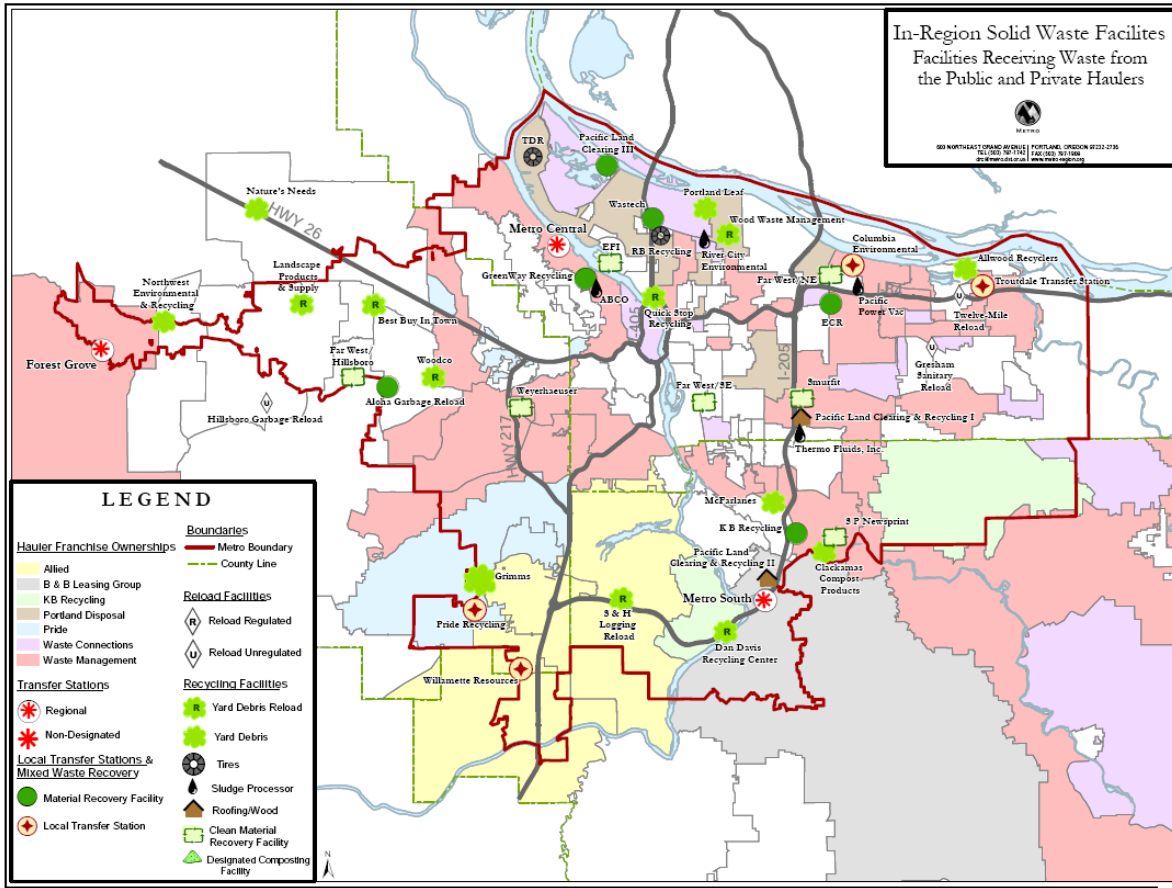 In-Region Solid Waste Facilites
Facilities Receiving Waste from
the Public and Private Haulers
METRO
600 NORTHEAST GRAND AVENUE | PORTLAND, OREGON 97232-2736
TDR
Pacific Land
Clearing III
Nature's Needs
HWY 26
Wastech
Portland Leaf
Wood Waste Management
Metro Central
EFI
RB Recycling
River City
Environmental
Columbia
Environmental
Allwood Recyclers
Landscape
Products
& Supply
Northwest
Environmental
& Recycling
GreenWay Recycling
ABCO
Far West/NE
Troutdale Transfer Station
Best Buy In Town
I-405
Quick Stop
Recycling
ECR
Pacific
Power Vac
U
Twelve-Mile
Reload
Forest Grove
Far West/
Hillsboro
Woodco
R
Weyerhaeuser
Far West/SE
I-205
Smurfit
U
Gresham
Sanitary
Reload
Aloha Garbage Reload
U
Hillsboro Garbage Reload
HWY217
Pacific Land Clearing & Recycling I
Thermo Fluids, Inc.
McFarlanes
K B Recycling
S P Newsprint
Pacific Land
Clearing & Recycling II
Clackamas
Compost
Products
Grimms
Metro South
Pride Recycling
R
S & H
Logging
Reload
R
Dan Davis
Recycling Center
Willamette Resources
LEGEND
Hauler Franchise Ownerships
Allied
B & B Leasing Group
KB Recycling
Portland Disposal
Pride
Waste Connections
Waste Management
Transfer Stations
Regional
Non-Designated
Local Transfer Stations &
Mixed Waste Recovery
Material Recovery Facility
Local Transfer Station
Boundaries
Metro Boundary
County Line
Reload Facilities
R Reload Regulated
U Reload Unregulated
Recycling Facilities
R Yard Debris Reload
Yard Debris
Tires
Sludge Processor
Roofing/Wood
Clean Material
Recovery Facility
Designated Composting
Facility
N